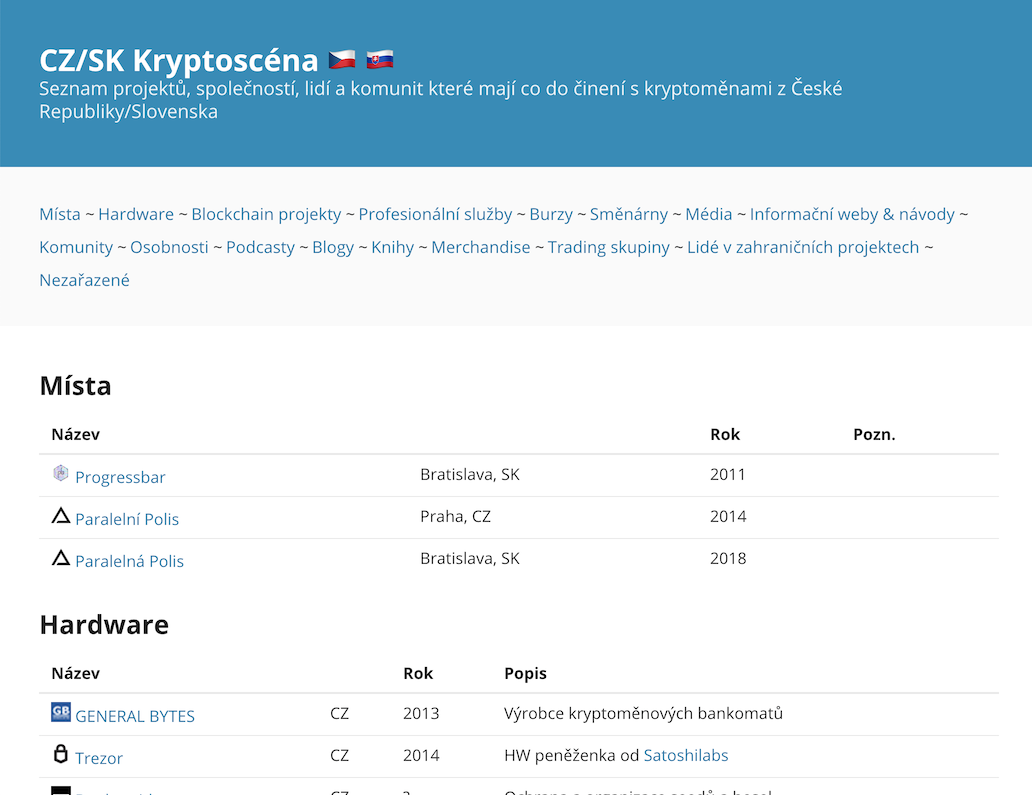 CZ/SK Kryptoscéna 🇨🇿 🇸🇰
Seznam projektů, společností, lidí a komunit které mají co do činení s kryptoměnami z České
Republiky/Slovenska
Místa ~ Hardware ~ Blockchain projekty ~ Profesionální služby ~ Burzy ~ Směnárny ~ Média ~ Informační weby & návody ~
Komunity ~ Osobnosti ~ Podcasty ~ Blogy ~ Knihy ~ Merchandise ~ Trading skupiny ~ Lidé v zahraničních projektech ~
Nezařazené
Místa
Název Rok Pozn.
Progressbar Bratislava, SK 2011
Paralelní Polis Praha, CZ 2014
Paralelná Polis Bratislava, SK 2018
Hardware
Název Rok Popis
GB GENERAL BYTES CZ 2013 Výrobce kryptoměnových bankomatů
Trezor CZ 2014 HW peněženka od Satoshilabs
CZ ?